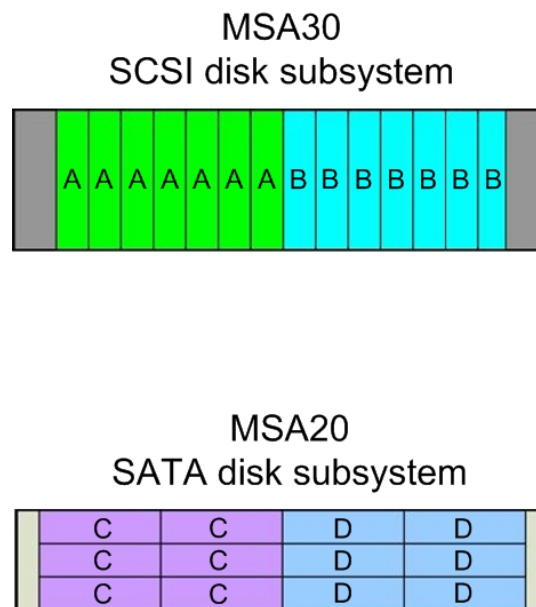 MSA30
SCSI disk subsystem
A A A A A A A B B B B B B B
MSA20
SATA disk subsystem
C C D D
C C D D
C C D D